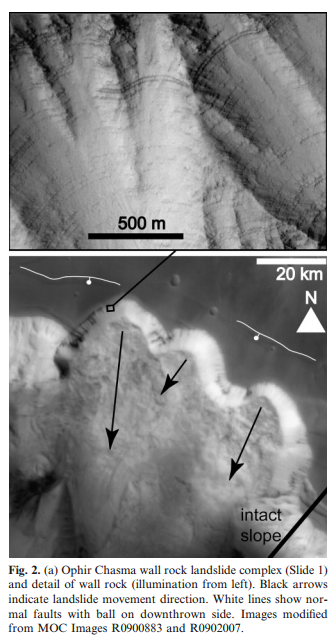 500 m
20 km
N
intact
slope
Fig. 2. (a) Ophir Chasma wall rock landslide complex (Slide 1)
and detail of wall rock (illumination from left). Black arrows
indicate landslide movement direction. White lines show nor-
mal faults with ball on downthrown side. Images modified
from MOC Images R0900883 and R0902007.